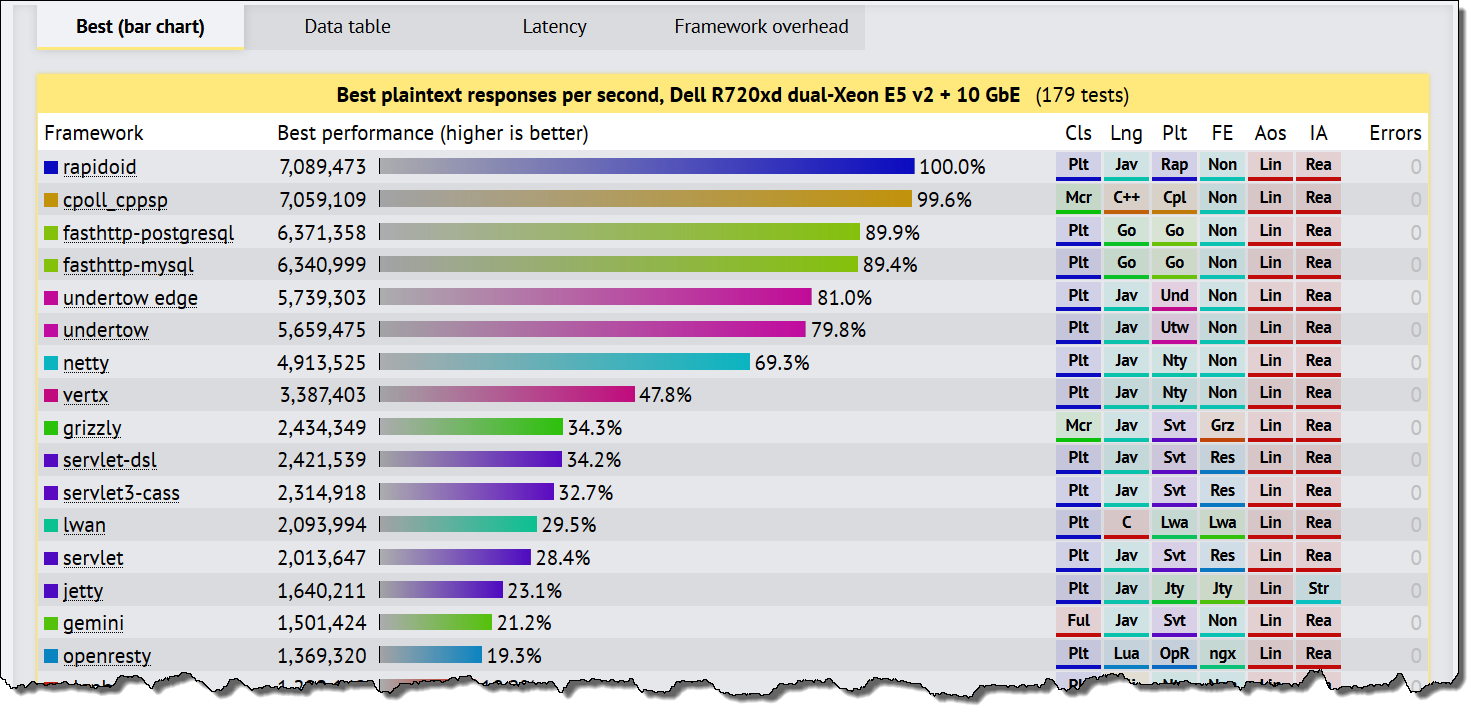 Best (bar chart) Data table Latency Framework overhead
Best plaintext responses per second, Dell R720xd dual-Xeon E5 v2 + 10 GbE (179 tests)
Framework Best performance (higher is better) Cls Lng Plt FE Aos IA Errors
rapidoid 7,089,473 100.0% Plt Jav Rap Non Lin Rea 0
cpoll_cppsp 7,059,109 99.6% Mcr C++ Cpl Non Lin Rea 0
fasthttp-postgresql 6,371,358 89.9% Plt Go Go Non Lin Rea 0
fasthttp-mysql 6,340,999 89.4% Plt Go Go Non Lin Rea 0
undertow edge 5,739,303 81.0% Plt Jav Und Non Lin Rea 0
undertow 5,659,475 79.8% Plt Jav Utw Non Lin Rea 0
netty 4,913,525 69.3% Plt Jav Nty Non Lin Rea 0
vertx 3,387,403 47.8% Plt Jav Nty Non Lin Rea 0
grizzly 2,434,349 34.3% Mcr Jav Svt Grz Lin Rea 0
servlet-dsl 2,421,539 34.2% Plt Jav Svt Res Lin Rea 0
servlet3-cass 2,314,918 32.7% Plt Jav Svt Res Lin Rea 0
lwan 2,093,994 29.5% Plt C Lwa Lwa Lin Rea 0
servlet 2,013,647 28.4% Plt Jav Svt Res Lin Rea 0
jetty 1,640,211 23.1% Plt Jav Jty Jty Lin Str 0
gemini 1,501,424 21.2% Ful Jav Svt Non Lin Rea 0
openresty 1,369,320 19.3% Plt Lua OpR ngx Lin Rea 0